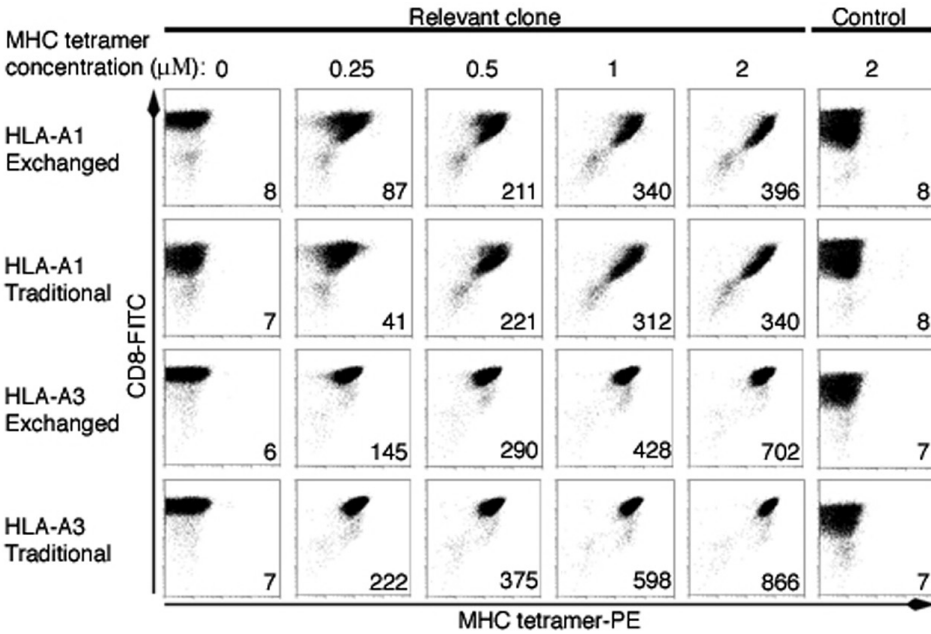 Relevant clone Control
MHC tetramer
concentration (µM): 0 0.25 0.5 1 2 2
HLA-A1
Exchanged
8 87 211 340 396 8
HLA-A1
Traditional
7 41 221 312 340 8
HLA-A3
Exchanged
6 145 290 428 702 7
HLA-A3
Traditional
7 222 375 598 866 7
CD8-FITC
MHC tetramer-PE